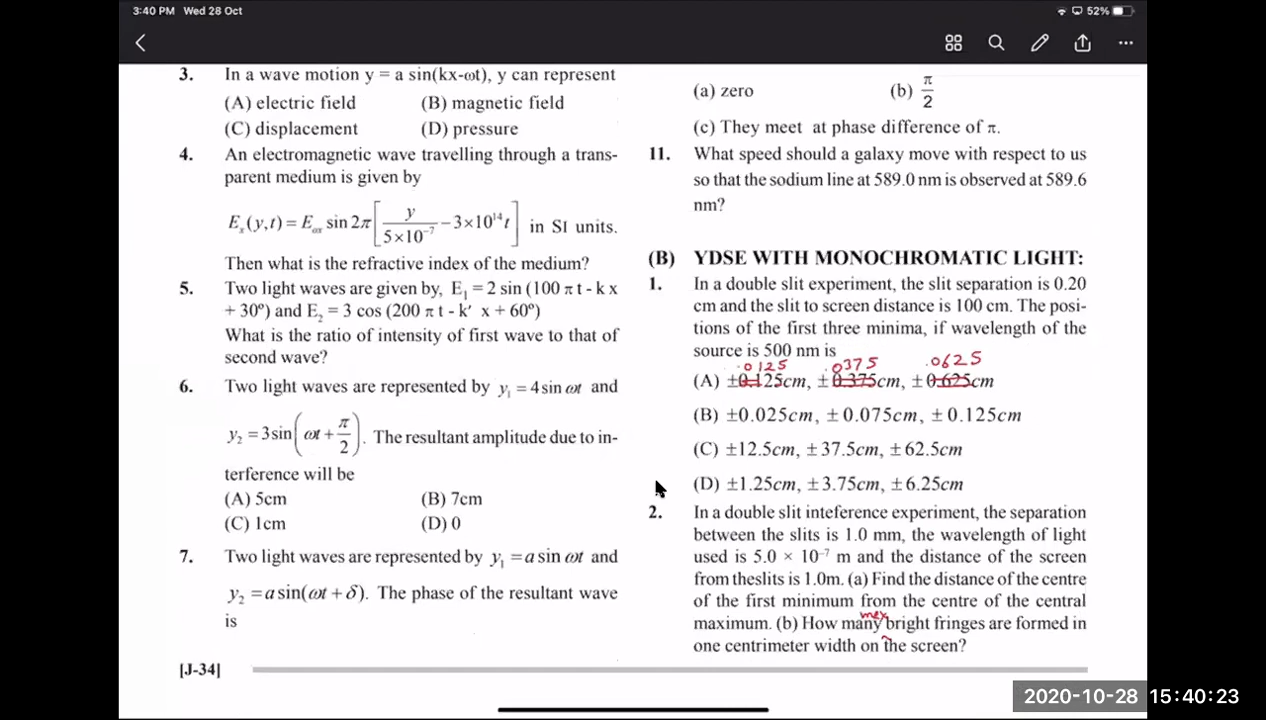 3:40 PM Wed 28 Oct
52%
3. In a wave motion y = a sin(kx-ωt), y can represent
(A) electric field (B) magnetic field
(C) displacement (D) pressure
4. An electromagnetic wave travelling through a trans-
parent medium is given by
Eₓ(y,t) = Eₒₓ sin 2π[y/(5×10⁻⁷) − 3×10¹⁴t] in SI units.
Then what is the refractive index of the medium?
5. Two light waves are given by, E₁ = 2 sin (100 π t - k x
+ 30º) and E₂ = 3 cos (200 π t - k′ x + 60º)
What is the ratio of intensity of first wave to that of
second wave?
6. Two light waves are represented by y₁ = 4 sin ωt and
y₂ = 3 sin(ωt + π/2). The resultant amplitude due to in-
terference will be
(A) 5cm (B) 7cm
(C) 1cm (D) 0
7. Two light waves are represented by y₁ = a sin ωt and
y₂ = a sin(ωt + δ). The phase of the resultant wave
is
[J-34]
(a) zero (b) π/2
(c) They meet at phase difference of π.
11. What speed should a galaxy move with respect to us
so that the sodium line at 589.0 nm is observed at 589.6
nm?
(B) YDSE WITH MONOCHROMATIC LIGHT:
1. In a double slit experiment, the slit separation is 0.20
cm and the slit to screen distance is 100 cm. The posi-
tions of the first three minima, if wavelength of the
source is 500 nm is
.0125 .0375 .0625
(A) ±0.125cm, ±0.375cm, ±0.625cm
(B) ±0.025cm, ±0.075cm, ±0.125cm
(C) ±12.5cm, ±37.5cm, ±62.5cm
(D) ±1.25cm, ±3.75cm, ±6.25cm
2. In a double slit inteference experiment, the separation
between the slits is 1.0 mm, the wavelength of light
used is 5.0 × 10⁻⁷ m and the distance of the screen
from theslits is 1.0m. (a) Find the distance of the centre
of the first minimum from the centre of the central
max
maximum. (b) How many bright fringes are formed in
one centrimeter width on the screen?
2020-10-28 15:40:23